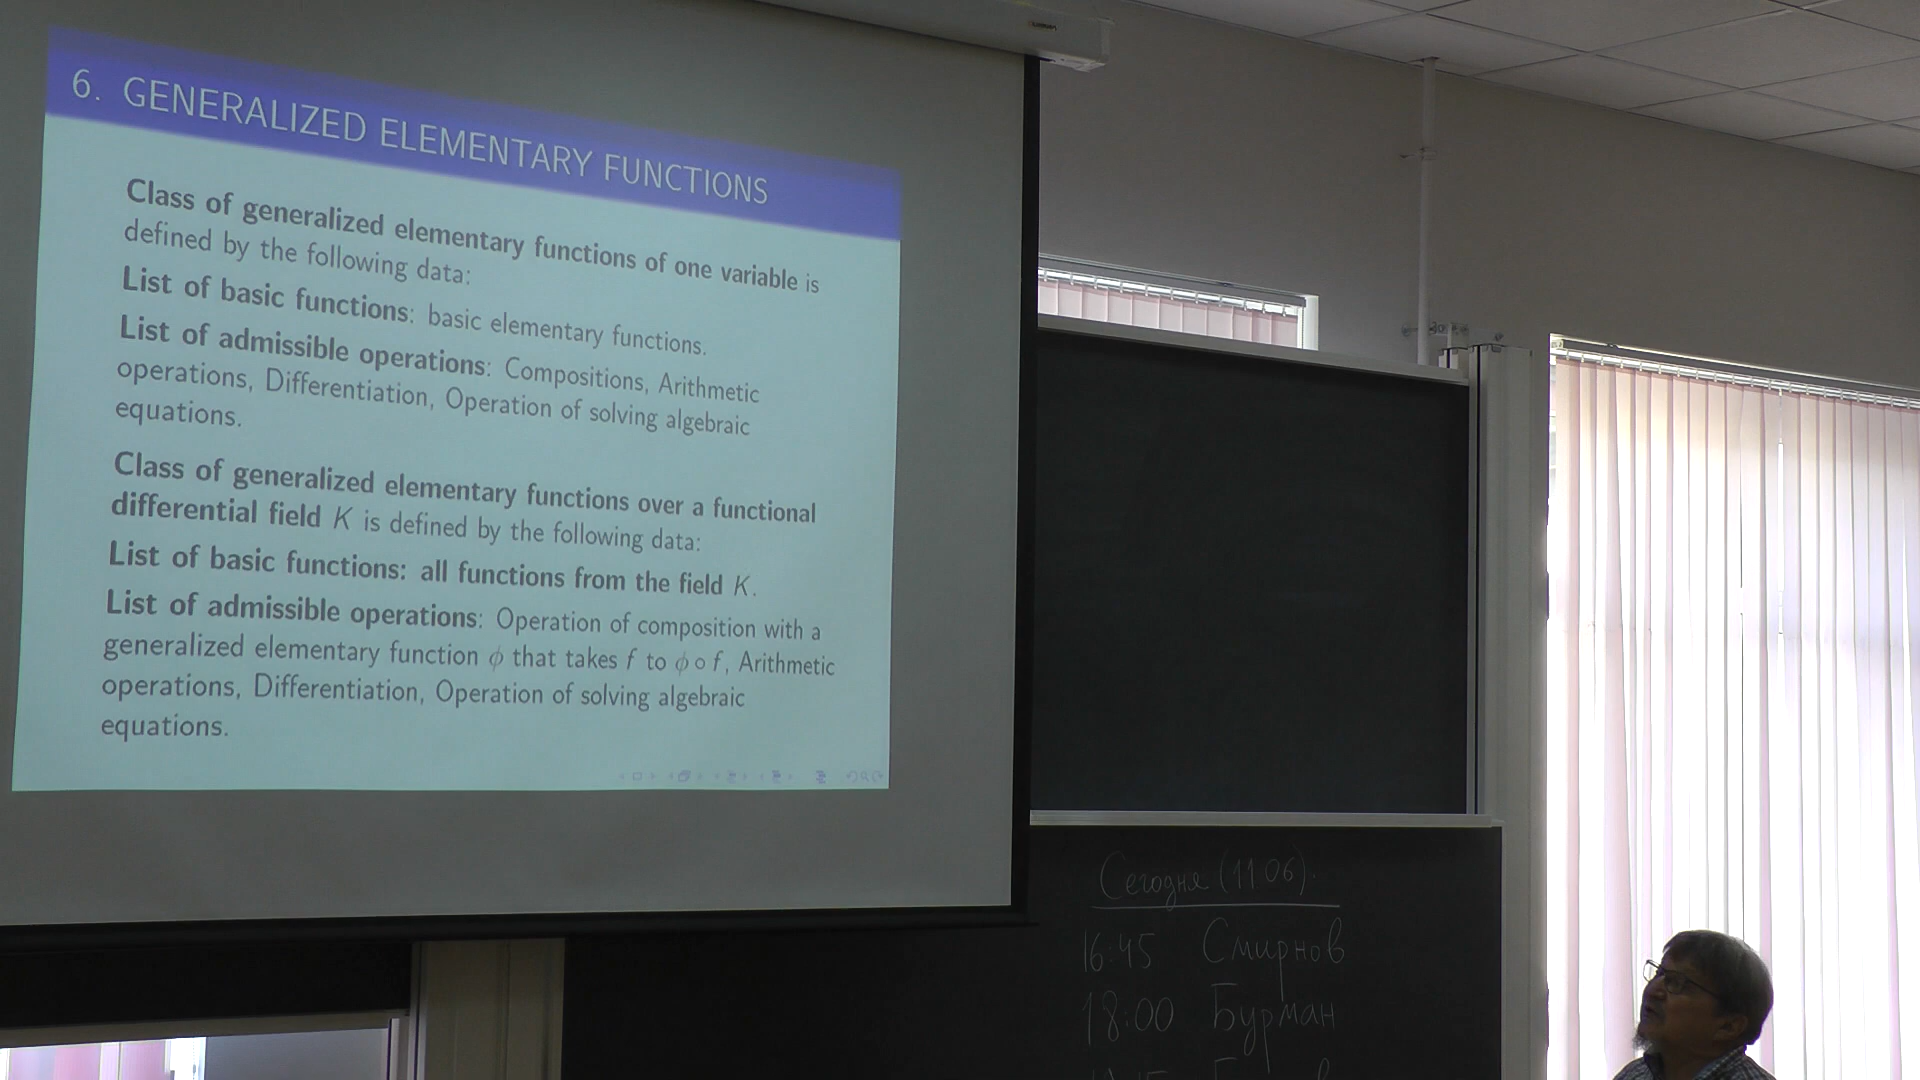 6. GENERALIZED ELEMENTARY FUNCTIONS
Class of generalized elementary functions of one variable is
defined by the following data:
List of basic functions: basic elementary functions.
List of admissible operations: Compositions, Arithmetic
operations, Differentiation, Operation of solving algebraic
equations.
Class of generalized elementary functions over a functional
differential field K is defined by the following data:
List of basic functions: all functions from the field K.
List of admissible operations: Operation of composition with a
generalized elementary function ϕ that takes f to ϕ ∘ f, Arithmetic
operations, Differentiation, Operation of solving algebraic
equations.
Сегодня (11.06).
16:45 Смирнов
18:00 Бурман